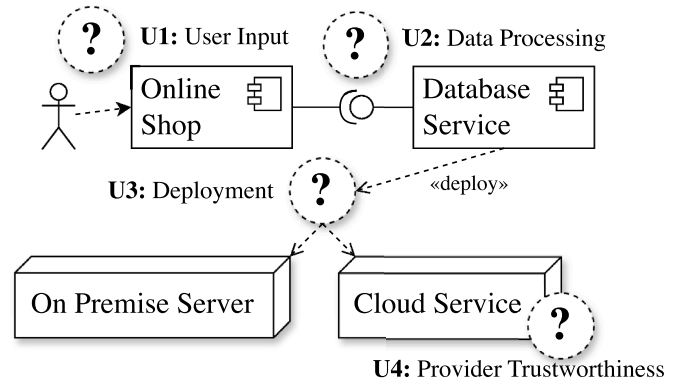 ?
U1: User Input
?
U2: Data Processing
Online
Shop
Database
Service
U3: Deployment
?
«deploy»
On Premise Server
Cloud Service
?
U4: Provider Trustworthiness